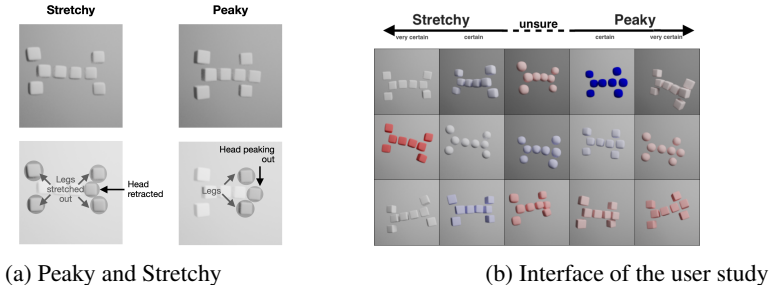 Stretchy
Peaky
Legs
stretched
out
Head
retracted
Head peaking
out
Legs
(a) Peaky and Stretchy
Stretchy
unsure
Peaky
very certain
certain
certain
very certain
(b) Interface of the user study